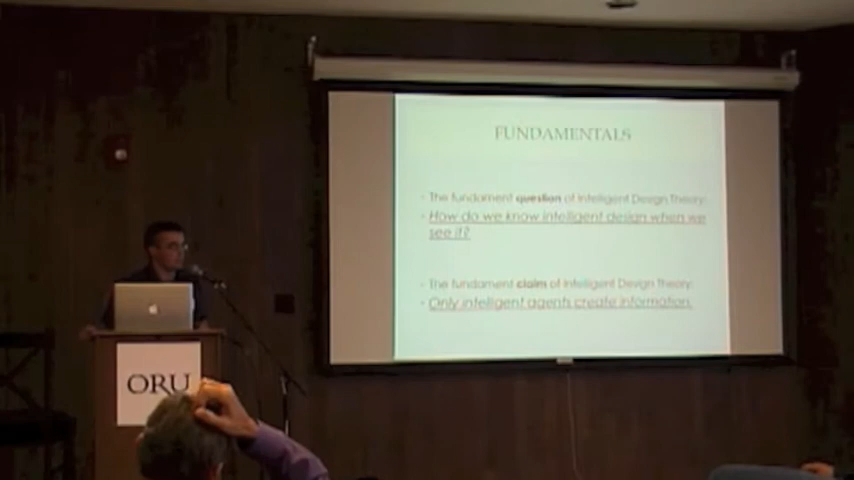 FUNDAMENTALS
The fundament question of Intelligent Design Theory:
How do we know intelligent design when we
see it?
The fundament claim of Intelligent Design Theory:
Only intelligent agents create information.
ORU